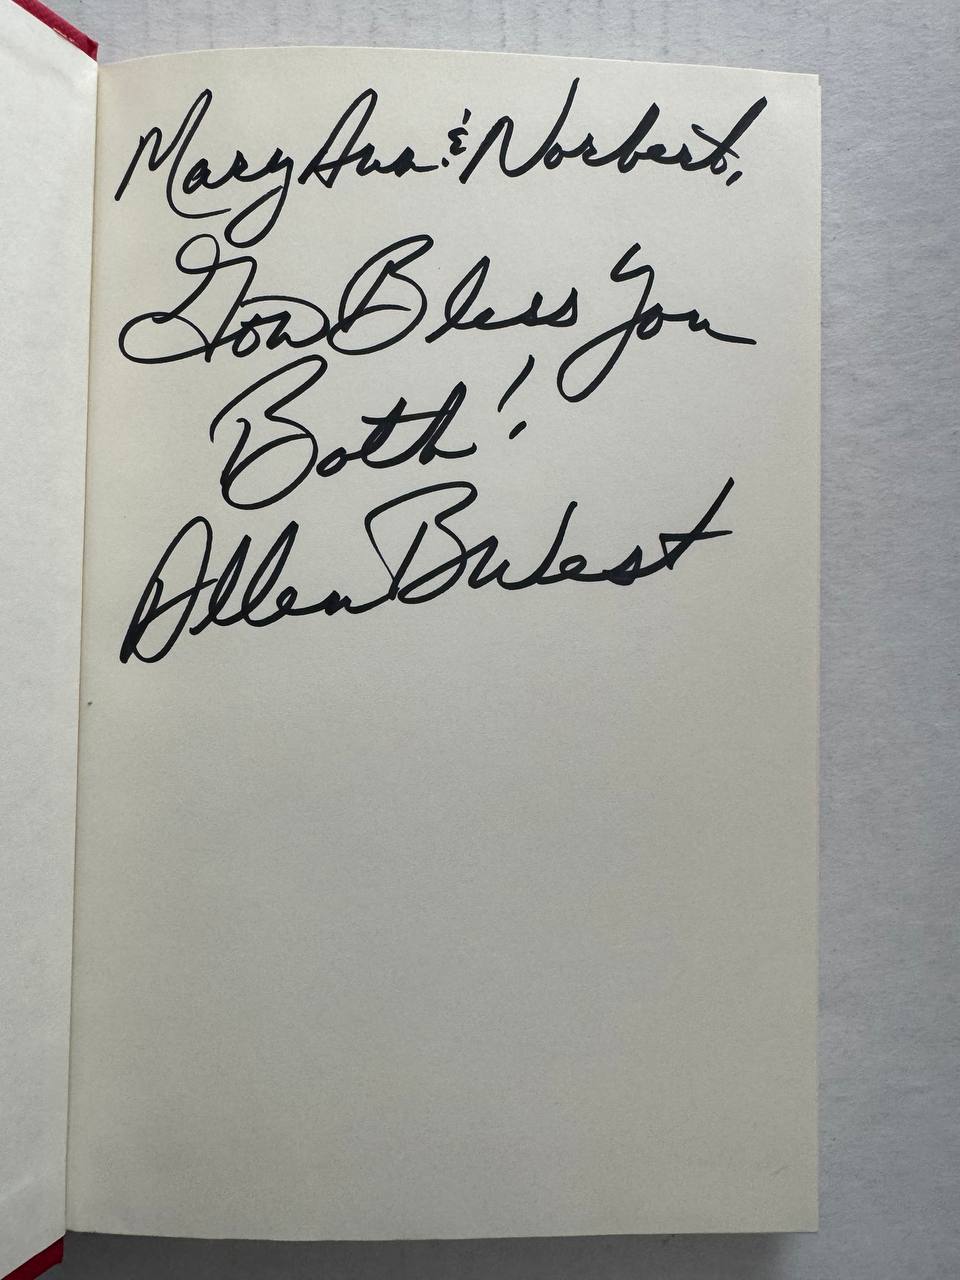 Mary Ann & Norbert,
God Bless You
Both!
Allen B West